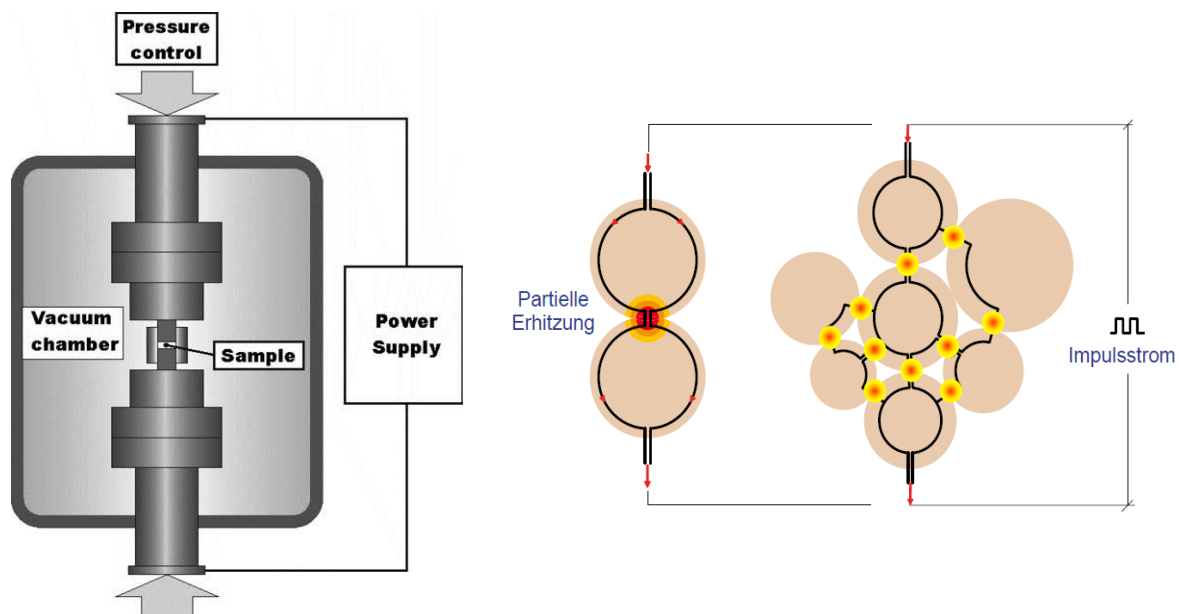 Pressure
control
Vacuum
chamber
Sample
Power
Supply
Partielle
Erhitzung
Impulsstrom